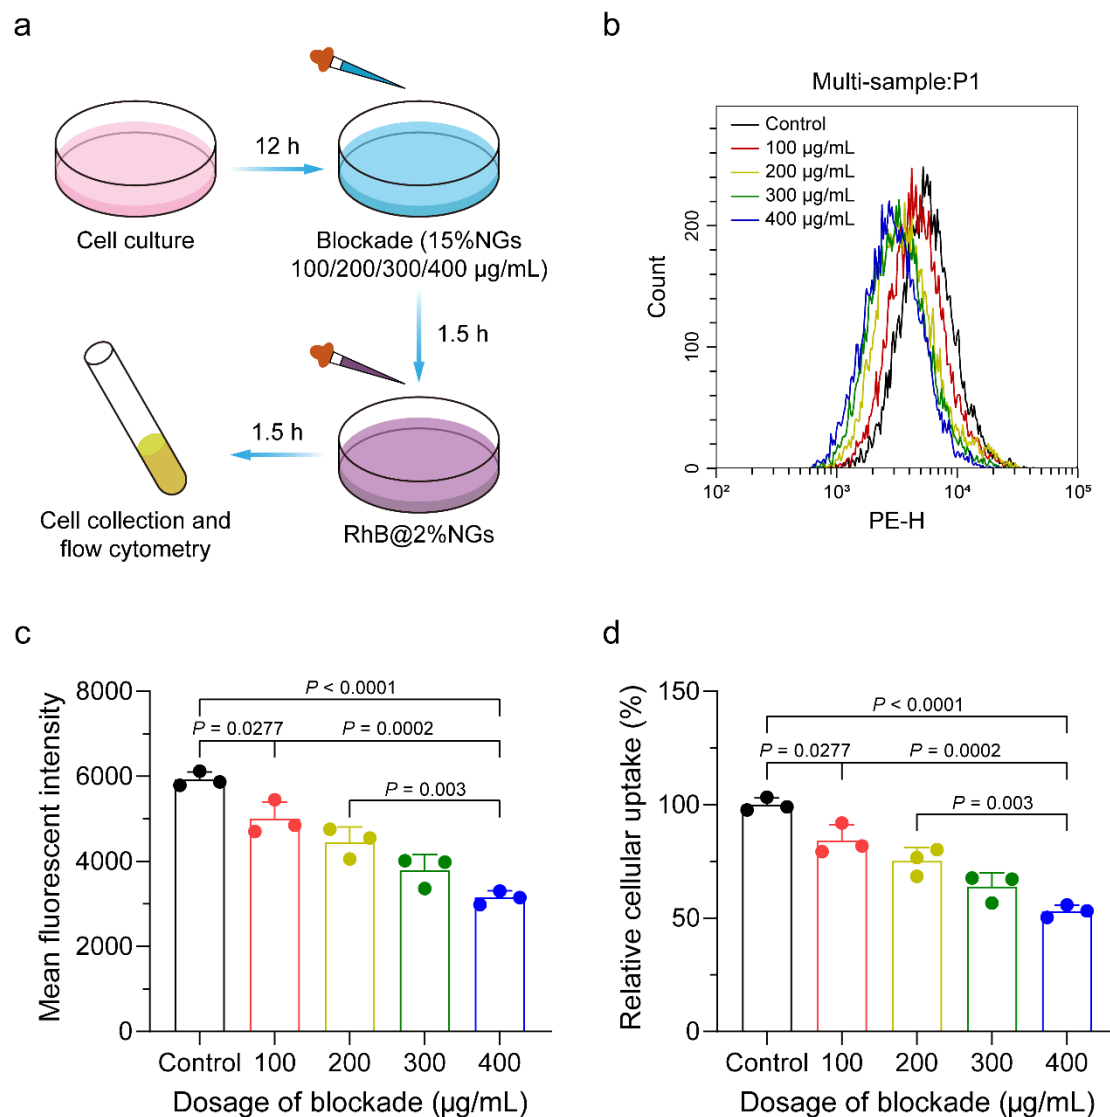 a
12 h
Cell culture
Blockade (15%NGs
100/200/300/400 µg/mL)
1.5 h
1.5 h
Cell collection and
flow cytometry
RhB@2%NGs
b
Multi-sample:P1
Control
100 µg/mL
200 µg/mL
300 µg/mL
400 µg/mL
Count
200
100
0
10²
10³
10⁴
10⁵
PE-H
c
Mean fluorescent intensity
8000
6000
4000
2000
0
P < 0.0001
P = 0.0277
P = 0.0002
P = 0.003
Control
100
200
300
400
Dosage of blockade (µg/mL)
d
Relative cellular uptake (%)
150
100
50
0
P < 0.0001
P = 0.0277
P = 0.0002
P = 0.003
Control
100
200
300
400
Dosage of blockade (µg/mL)